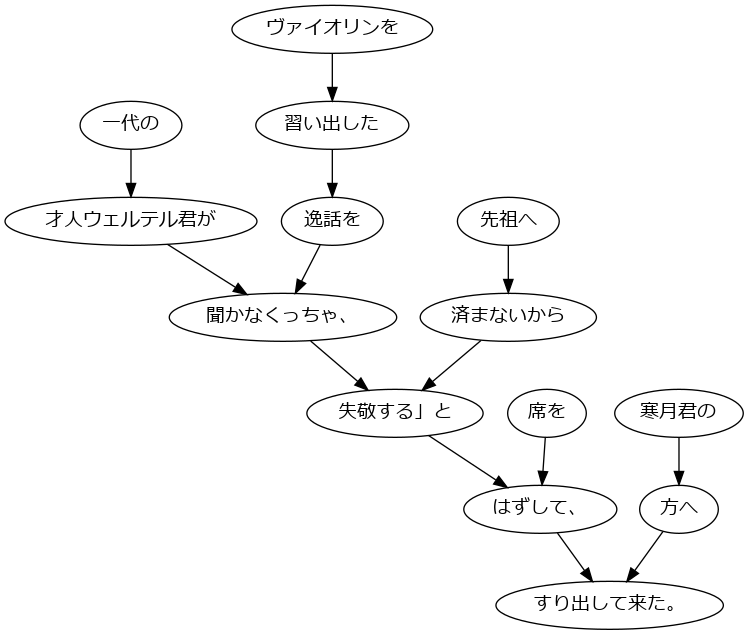 ヴァイオリンを
一代の
習い出した
才人ウェルテル君が
逸話を
先祖へ
聞かなくっちゃ、
済まないから
失敬する」と
席を
寒月君の
はずして、
方へ
すり出して来た。